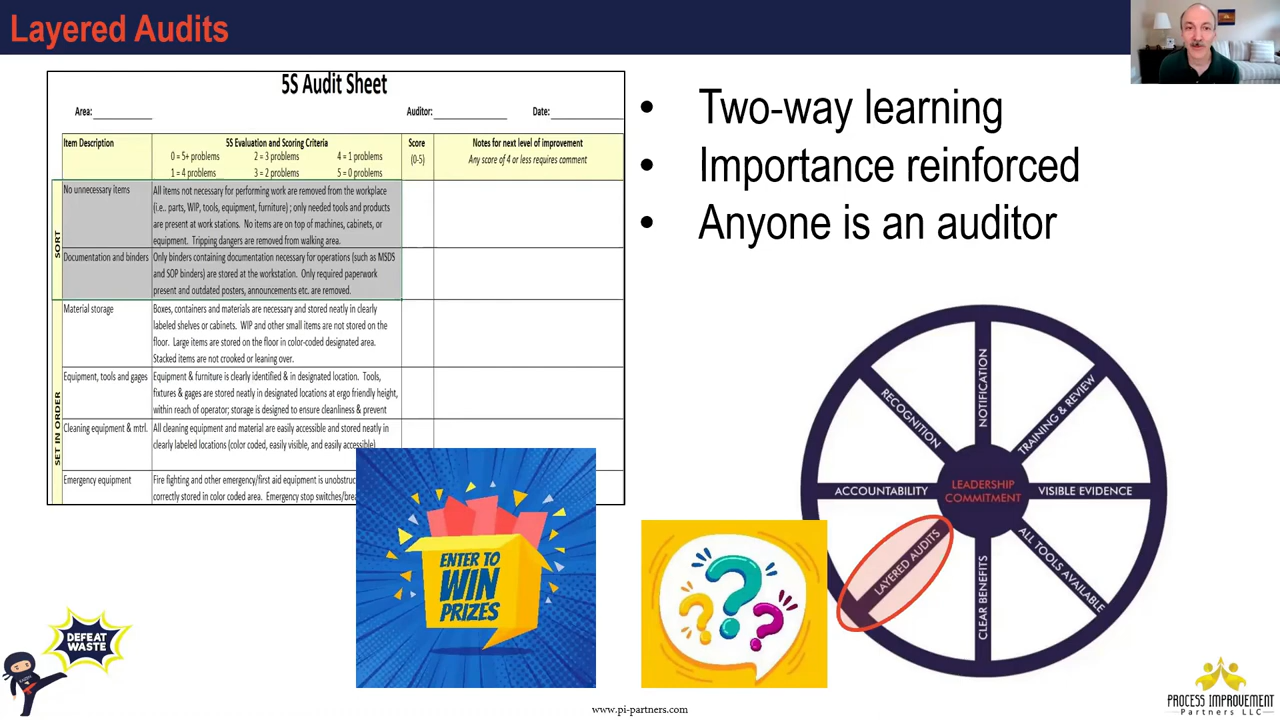 Layered Audits
5S Audit Sheet
Area:
Auditor:
Date:
Item Description
5S Evaluation and Scoring Criteria
0 = 5+ problems 2 = 3 problems 4 = 1 problems
1 = 4 problems 3 = 2 problems 5 = 0 problems
Score
(0-5)
Notes for next level of improvement
Any score of 4 or less requires comment
SORT
No unnecessary items
All items not necessary for performing work are removed from the workplace
(i.e.. parts, WIP, tools, equipment, furniture) ; only needed tools and products
are present at work stations. No items are on top of machines, cabinets, or
equipment. Tripping dangers are removed from walking area.
Documentation and binders
Only binders containing documentation necessary for operations (such as MSDS
and SOP binders) are stored at the workstation. Only required paperwork
present and outdated posters, announcements etc. are removed.
SET IN ORDER
Material storage
Boxes, containers and materials are necessary and stored neatly in clearly
labeled shelves or cabinets. WIP and other small items are not stored on the
floor. Large items are stored on the floor in color-coded designated area.
Stacked items are not crooked or leaning over.
Equipment, tools and gages
Equipment & furniture is clearly identified & in designated location. Tools,
fixtures & gages are stored neatly in designated locations at ergo friendly height,
within reach of operator; storage is designed to ensure cleanliness & prevent
Cleaning equipment & mtrl.
All cleaning equipment and material are easily accessible and stored neatly in
clearly labeled locations (color coded, easily visible, and easily accessible)
Emergency equipment
Fire fighting and other emergency/first aid equipment is
correctly stored in color coded area. Emergency stop
• Two-way learning
• Importance reinforced
• Anyone is an auditor
ENTER TO
WIN
PRIZES
? ? ?
NOTIFICATION
TRAINING & REVIEW
VISIBLE EVIDENCE
ALL TOOLS AVAILABLE
CLEAR BENEFITS
LAYERED AUDITS
ACCOUNTABILITY
RECOGNITION
LEADERSHIP
COMMITMENT
DEFEAT
WASTE
www.pi-partners.com
PROCESS IMPROVEMENT
Partners LLC